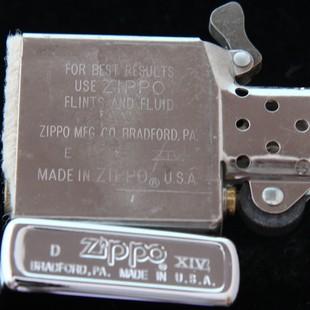 FOR BEST RESULTS
USE ZIPPO
FLINTS AND FLUID
ZIPPO MFG. CO. BRADFORD, PA.
E XIV
MADE IN ZIPPO® U.S.A.
D Zippo® XIV
BRADFORD, PA. MADE IN U.S.A.